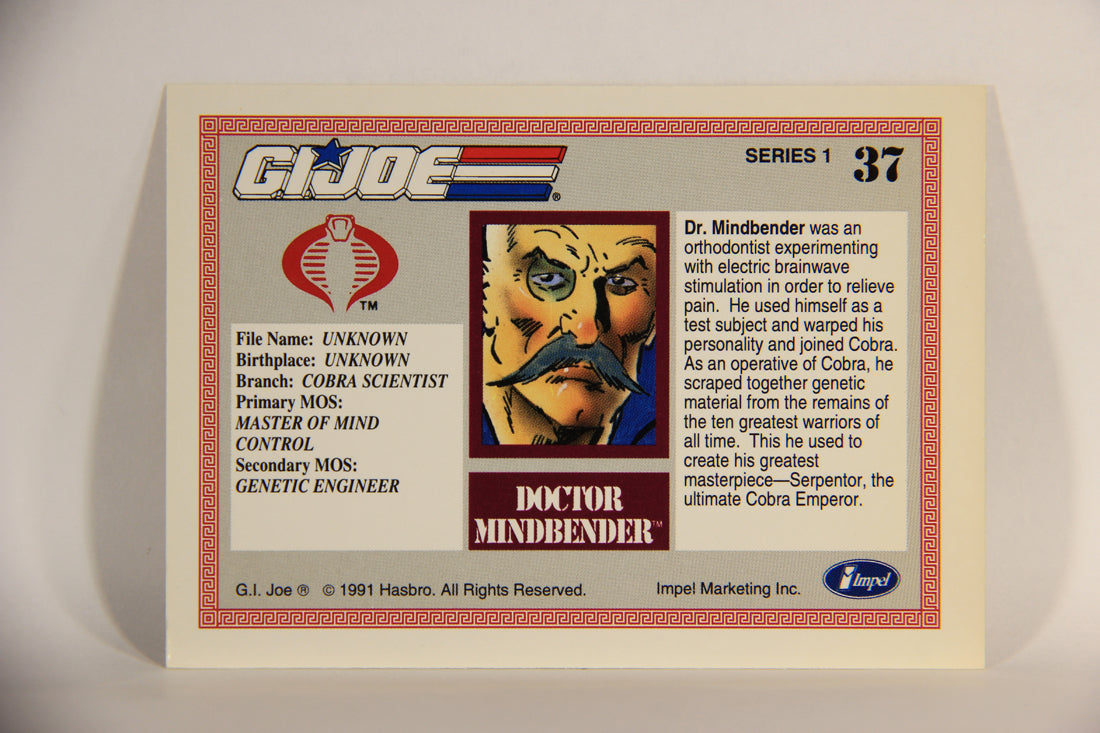 G.I. JOE ®
SERIES 1 37
TM
File Name: UNKNOWN
Birthplace: UNKNOWN
Branch: COBRA SCIENTIST
Primary MOS:
MASTER OF MIND
CONTROL
Secondary MOS:
GENETIC ENGINEER
DOCTOR
MINDBENDER™
Dr. Mindbender was an
orthodontist experimenting
with electric brainwave
stimulation in order to relieve
pain. He used himself as a
test subject and warped his
personality and joined Cobra.
As an operative of Cobra, he
scraped together genetic
material from the remains of
the ten greatest warriors of
all time. This he used to
create his greatest
masterpiece—Serpentor, the
ultimate Cobra Emperor.
G.I. Joe ® © 1991 Hasbro. All Rights Reserved.
Impel Marketing Inc.
Impel